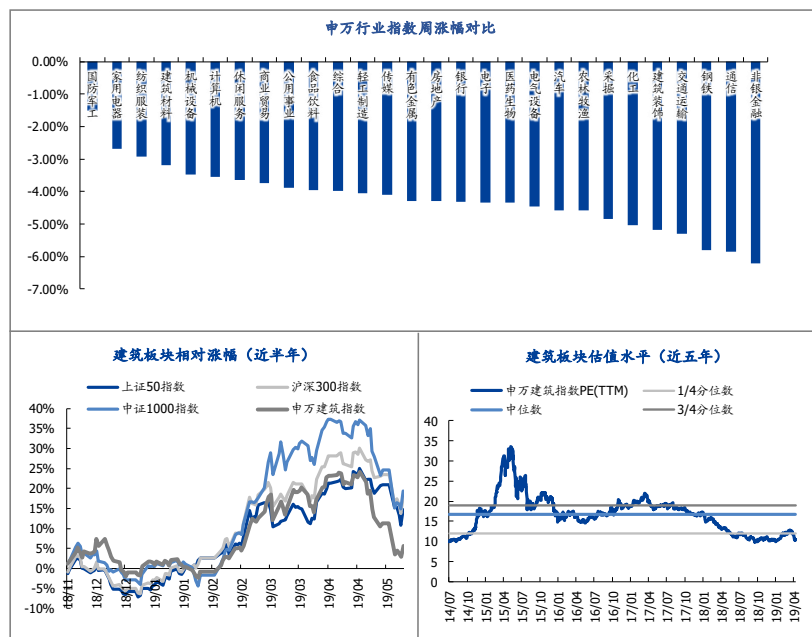 申万行业指数周涨幅对比
0.00%
-1.00%
-2.00%
-3.00%
-4.00%
-5.00%
-6.00%
-7.00%
国防军工
家用电器
纺织服装
建筑材料
机械设备
计算机
休闲服务
商业贸易
公用事业
食品饮料
综合
轻工制造
传媒
有色金属
房地产
银行
电子
医药生物
电气设备
汽车
农林牧渔
采掘
化工
建筑装饰
交通运输
钢铁
通信
非银金融
建筑板块相对涨幅（近半年）
上证50指数 沪深300指数
中证1000指数 申万建筑指数
40%
35%
30%
25%
20%
15%
10%
5%
0%
-5%
-10%
18/11 18/12 18/12 19/01 19/01 19/02 19/02 19/03 19/03 19/04 19/04 19/05
建筑板块估值水平（近五年）
申万建筑指数PE(TTM) 1/4分位数
中位数 3/4分位数
40
35
30
25
20
15
10
5
0
14/07 14/10 15/01 15/04 15/07 15/10 16/01 16/04 16/07 16/10 17/01 17/04 17/07 17/10 18/01 18/04 18/07 18/10 19/01 19/04